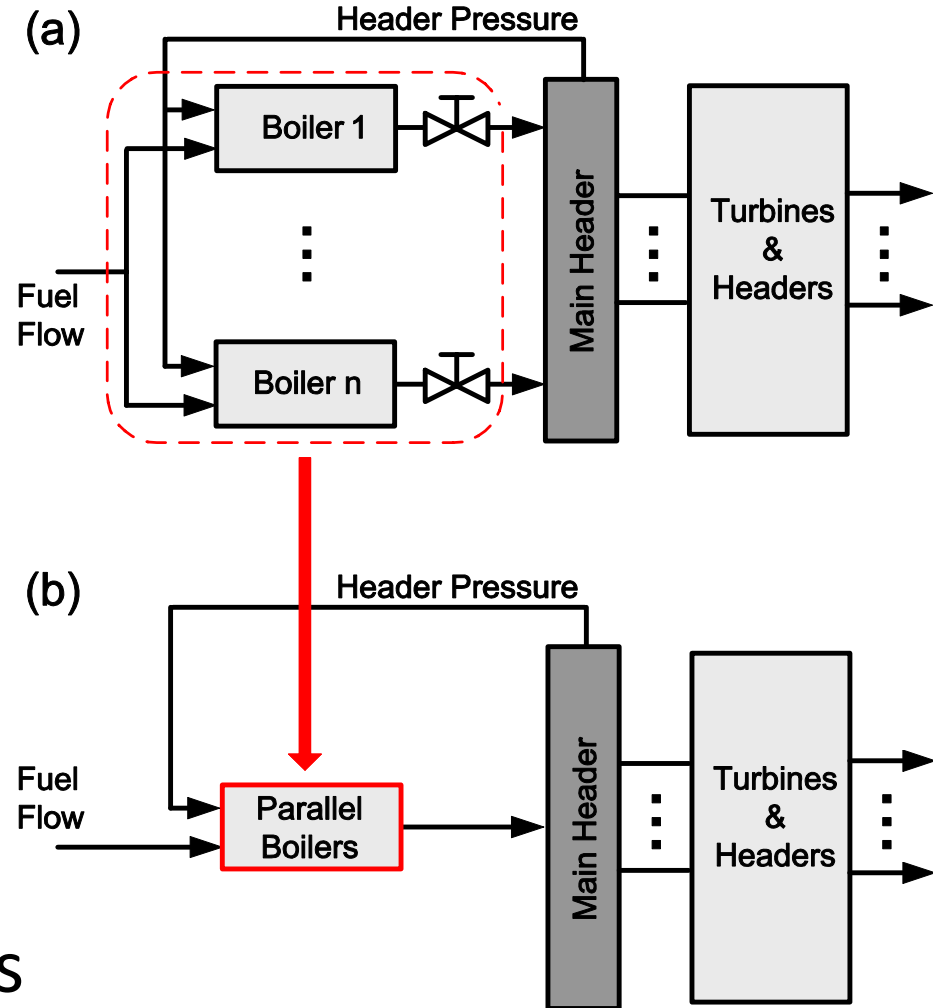 (a)
Header Pressure
Boiler 1
Fuel
Flow
Boiler n
Main Header
Turbines
&
Headers
(b)
Header Pressure
Fuel
Flow
Parallel
Boilers
Main Header
Turbines
&
Headers
s